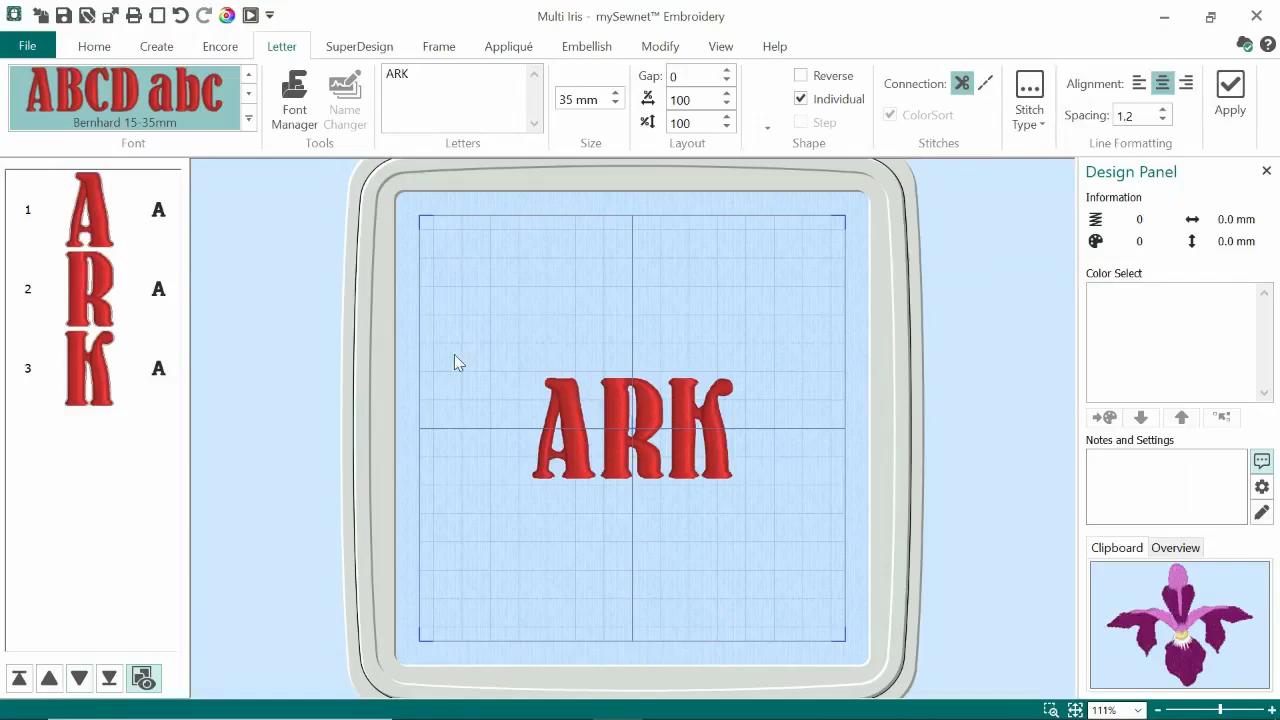 Multi Iris - mySewnet™ Embroidery
File Home Create Encore Letter SuperDesign Frame Appliqué Embellish Modify View Help
ABCD abc
Bernhard 15-35mm
Font
Font Manager
Name Changer
Tools
ARK
Letters
35 mm
Size
Gap: 0
100
100
Layout
Reverse
Individual
Step
Shape
Connection:
ColorSort
Stitches
Stitch Type
Alignment:
Spacing: 1.2
Line Formatting
Apply
1 A A
2 R A
3 K A
ARK
Design Panel
Information
0 0.0 mm
0 0.0 mm
Color Select
Notes and Settings
Clipboard Overview
111%